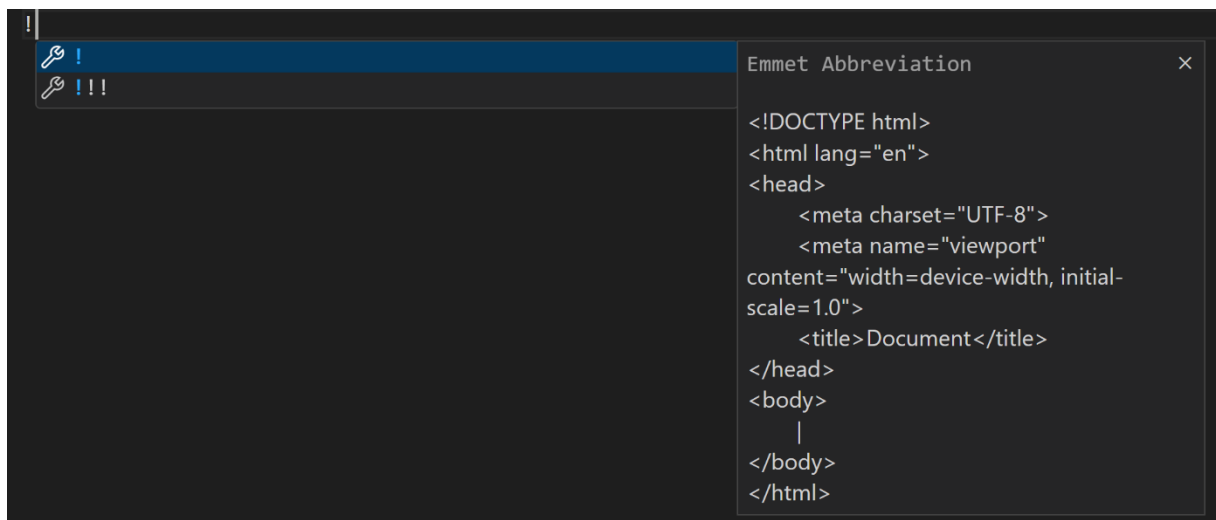 !
!
!!!
Emmet Abbreviation ×
<!DOCTYPE html>
<html lang="en">
<head>
    <meta charset="UTF-8">
    <meta name="viewport"
content="width=device-width, initial-
scale=1.0">
    <title>Document</title>
</head>
<body>
    |
</body>
</html>